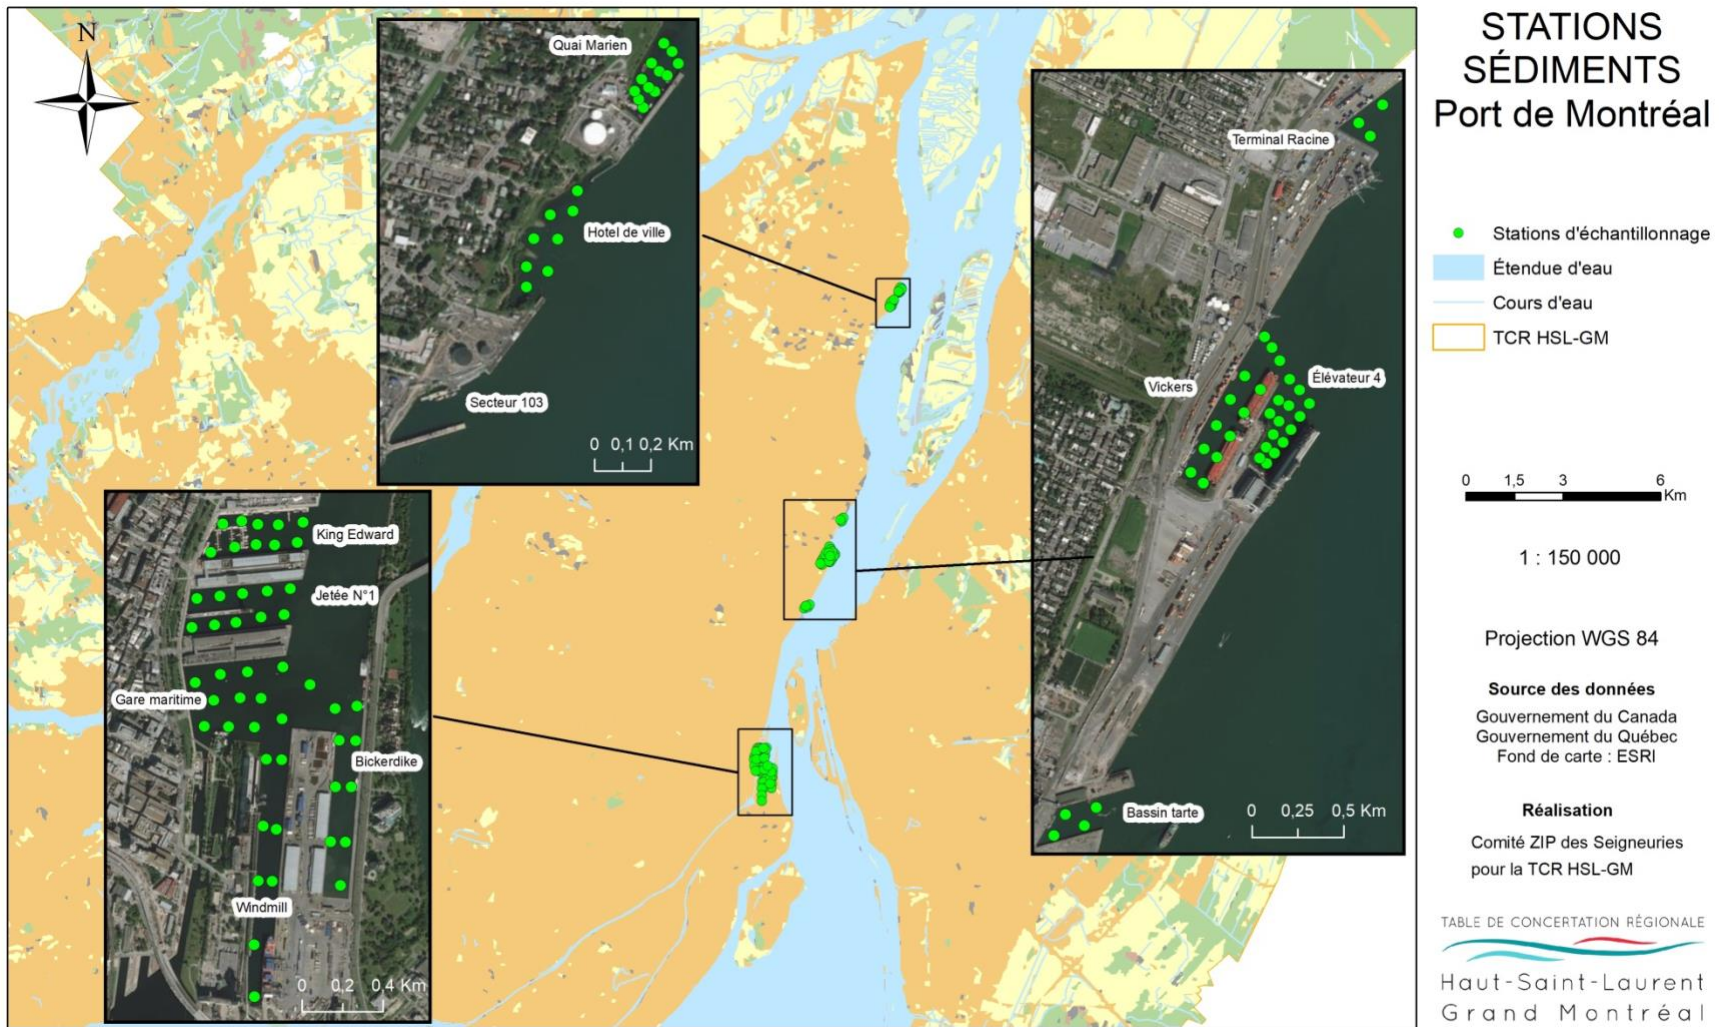 N
Quai Marien
Hotel de ville
Secteur 103
0 0,1 0,2 Km
King Edward
Jetée N°1
Gare maritime
Bickerdike
Windmill
0 0,2 0,4 Km
N
Terminal Racine
Vickers
Élévateur 4
Bassin tarte
0 0,25 0,5 Km
STATIONS
SÉDIMENTS
Port de Montréal
Stations d'échantillonnage
Étendue d'eau
Cours d'eau
TCR HSL-GM
0 1,5 3 6
Km
1 : 150 000
Projection WGS 84
Source des données
Gouvernement du Canada
Gouvernement du Québec
Fond de carte : ESRI
Réalisation
Comité ZIP des Seigneuries
pour la TCR HSL-GM
TABLE DE CONCERTATION RÉGIONALE
Haut-Saint-Laurent
Grand Montréal